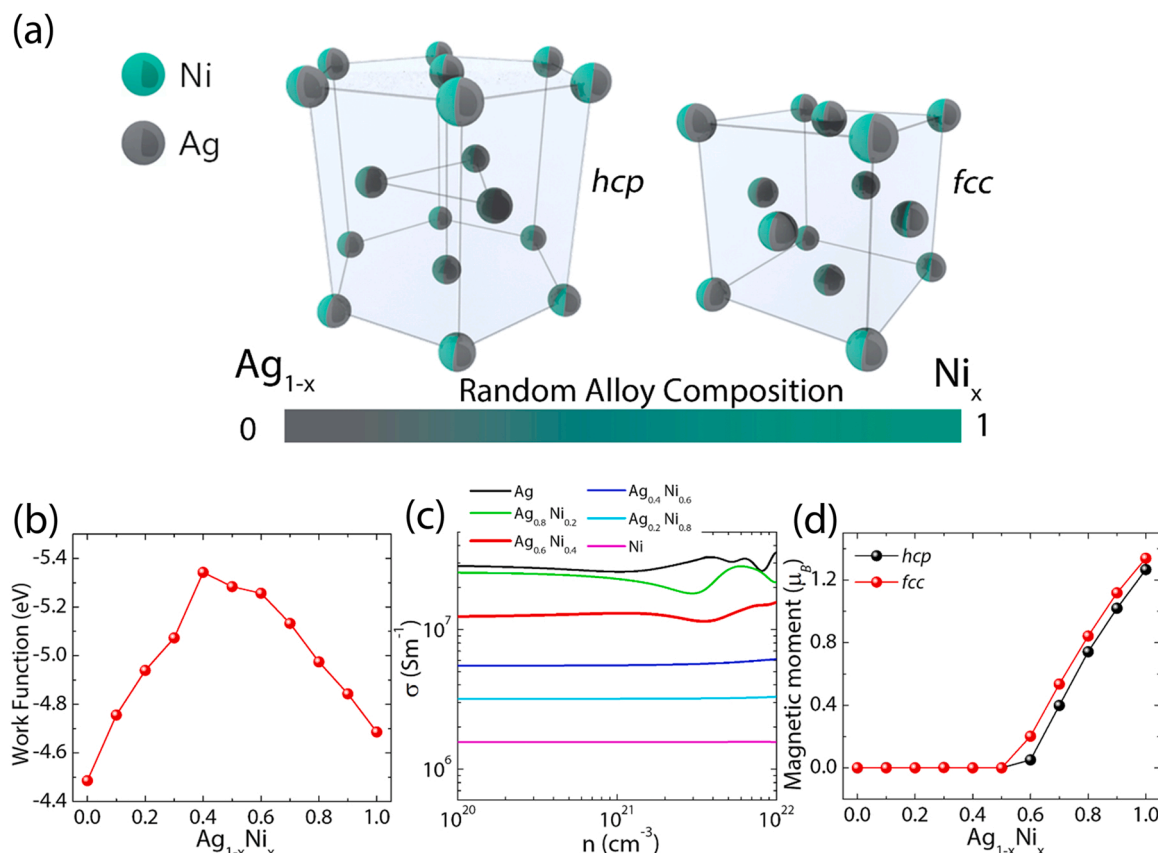 (a)
Ni
Ag
hcp
fcc
Ag1-x
Random Alloy Composition
Nix
0
1
(b)
-5.4
-5.2
-5.0
-4.8
-4.6
-4.4
Work Function (eV)
0.0 0.2 0.4 0.6 0.8 1.0
Ag1-xNix
(c)
Ag
Ag0.8 Ni0.2
Ag0.6 Ni0.4
Ag0.4 Ni0.6
Ag0.2 Ni0.8
Ni
10^7
10^6
σ (Sm-1)
10^20 10^21 10^22
n (cm-3)
(d)
hcp
fcc
1.2
0.8
0.4
0.0
Magnetic moment (μB)
0.0 0.2 0.4 0.6 0.8 1.0
Ag1-xNix